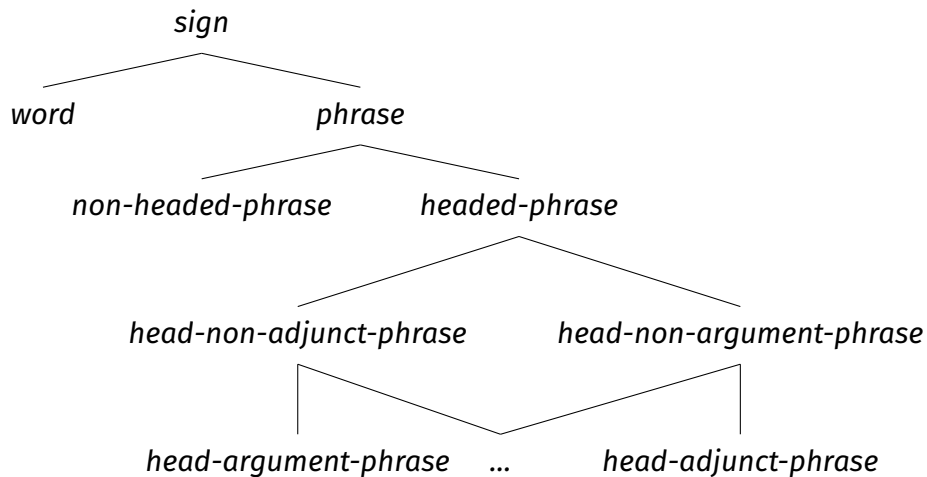 sign
word phrase
non-headed-phrase headed-phrase
head-non-adjunct-phrase head-non-argument-phrase
head-argument-phrase ... head-adjunct-phrase